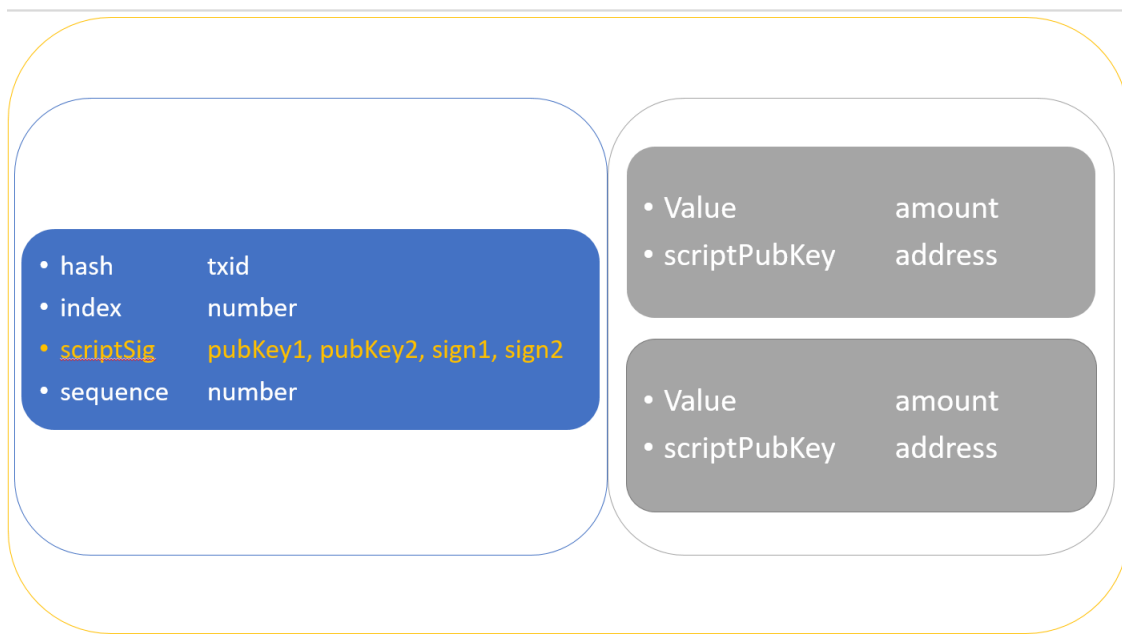 • hash txid
• index number
• scriptSig pubKey1, pubKey2, sign1, sign2
• sequence number
• Value amount
• scriptPubKey address
• Value amount
• scriptPubKey address